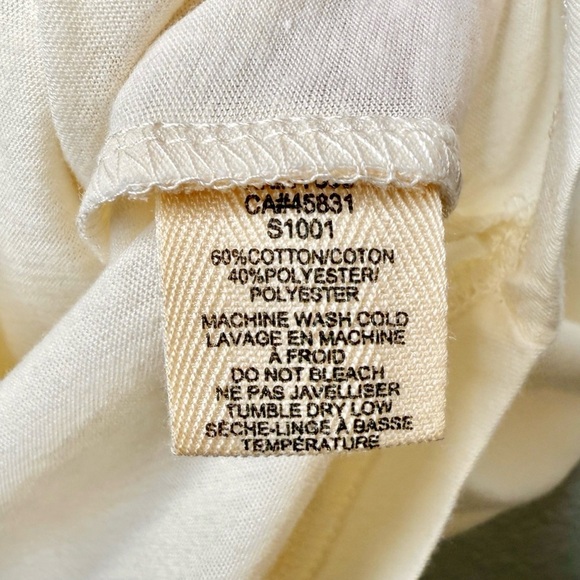 CA#45831
S1001
60%COTTON/COTON
40%POLYESTER/
POLYESTER
MACHINE WASH COLD
LAVAGE EN MACHINE
À FROID
DO NOT BLEACH
NE PAS JAVELLISER
TUMBLE DRY LOW
SÈCHE-LINGE À BASSE
TEMPÉRATURE